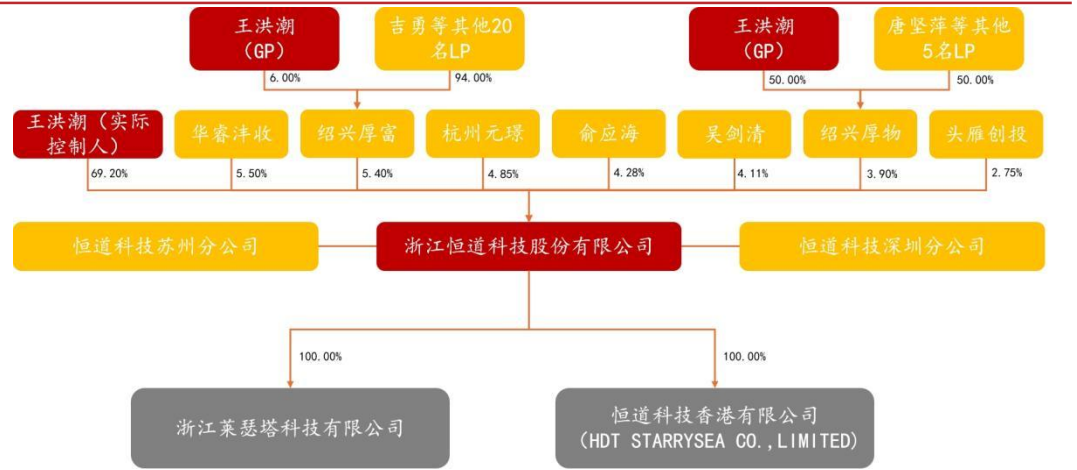 王洪潮
（GP）
吉勇等其他20
名LP
王洪潮
（GP）
唐坚萍等其他
5名LP
6.00%
94.00%
50.00%
50.00%
王洪潮（实际
控制人）
华睿沣收
绍兴厚富
杭州元璟
俞应海
吴剑清
绍兴厚物
头雁创投
69.20%
5.50%
5.40%
4.85%
4.28%
4.11%
3.90%
2.75%
恒道科技苏州分公司
浙江恒道科技股份有限公司
恒道科技深圳分公司
100.00%
100.00%
浙江莱瑟塔科技有限公司
恒道科技香港有限公司
（HDT STARRYSEA CO.,LIMITED）